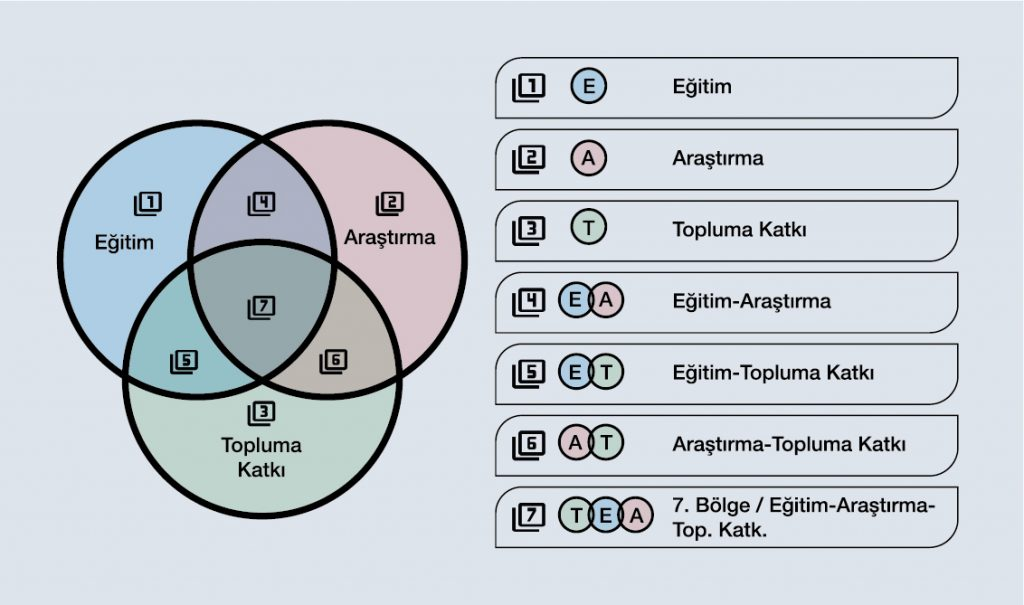 1
Eğitim
4
2
Araştırma
7
5
6
3
Topluma
Katkı
1 E Eğitim
2 A Araştırma
3 T Topluma Katkı
4 E A Eğitim-Araştırma
5 E T Eğitim-Topluma Katkı
6 A T Araştırma-Topluma Katkı
7 T E A 7. Bölge / Eğitim-Araştırma-
Top. Katk.